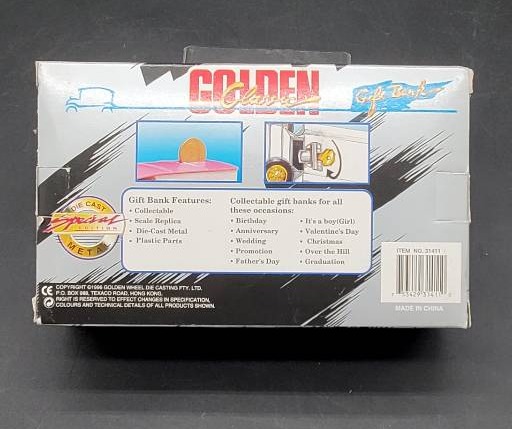 GOLDEN
Classic
Gift Bank
DIE CAST
Special
EDITION
METAL
Gift Bank Features:
• Collectable
• Scale Replica
• Die-Cast Metal
• Plastic Parts
Collectable gift banks for all
these occasions:
• Birthday
• Anniversary
• Wedding
• Promotion
• Father's Day
• It's a boy(Girl)
• Valentine's Day
• Christmas
• Over the Hill
• Graduation
ITEM NO. 31411
MADE IN CHINA
CE
COPYRIGHT ©1996 GOLDEN WHEEL DIE CASTING FTY. LTD.
P.O. BOX 988, TEXACO ROAD, HONG KONG.
RIGHT IS RESERVED TO EFFECT CHANGES IN SPECIFICATION,
COLOURS AND TECHNICAL DETAILS OF ALL PRODUCTS SHOWN.